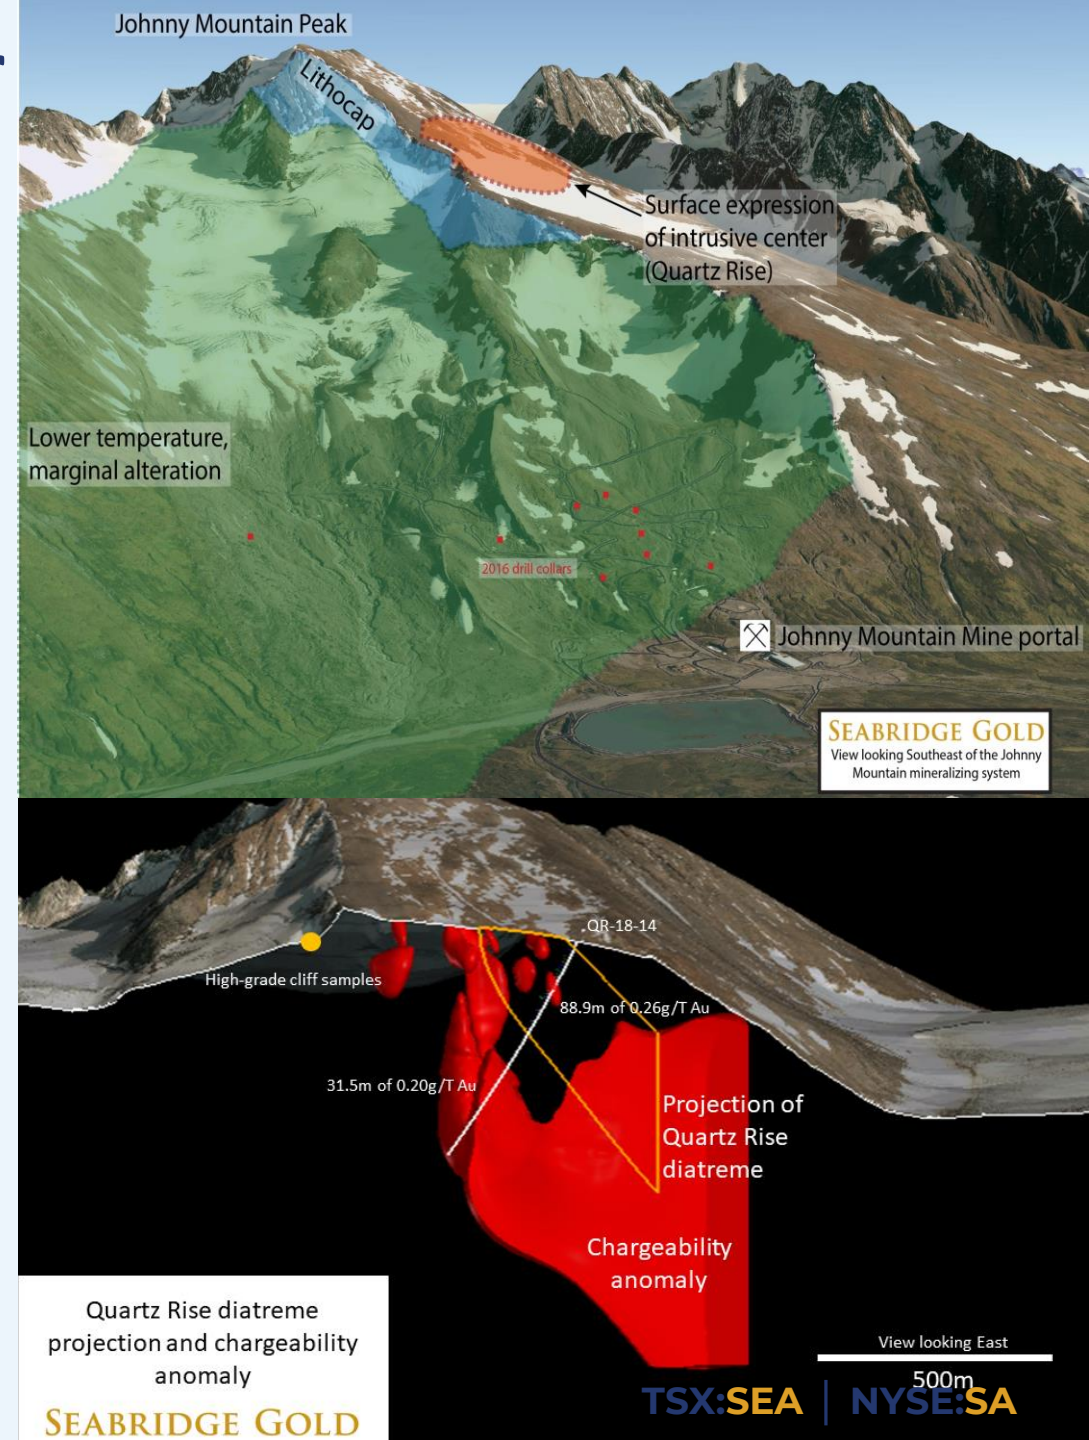 Johnny Mountain Peak
Lithocap
Surface expression
of intrusive center
(Quartz Rise)
Lower temperature,
marginal alteration
2016 drill collars
Johnny Mountain Mine portal
SEABRIDGE GOLD
View looking Southeast of the Johnny
Mountain mineralizing system
QR-18-14
High-grade cliff samples
88.9m of 0.26g/T Au
31.5m of 0.20g/T Au
Projection of
Quartz Rise
diatreme
Chargeability
anomaly
Quartz Rise diatreme
projection and chargeability
anomaly
SEABRIDGE GOLD
View looking East
500m
TSX:SEA | NYSE:SA